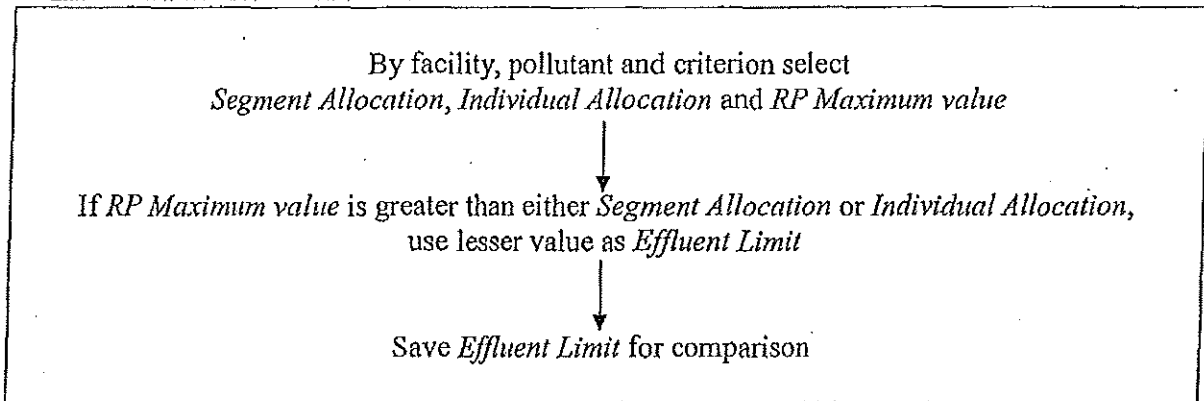 By facility, pollutant and criterion select
Segment Allocation, Individual Allocation and RP Maximum value
If RP Maximum value is greater than either Segment Allocation or Individual Allocation,
use lesser value as Effluent Limit
Save Effluent Limit for comparison